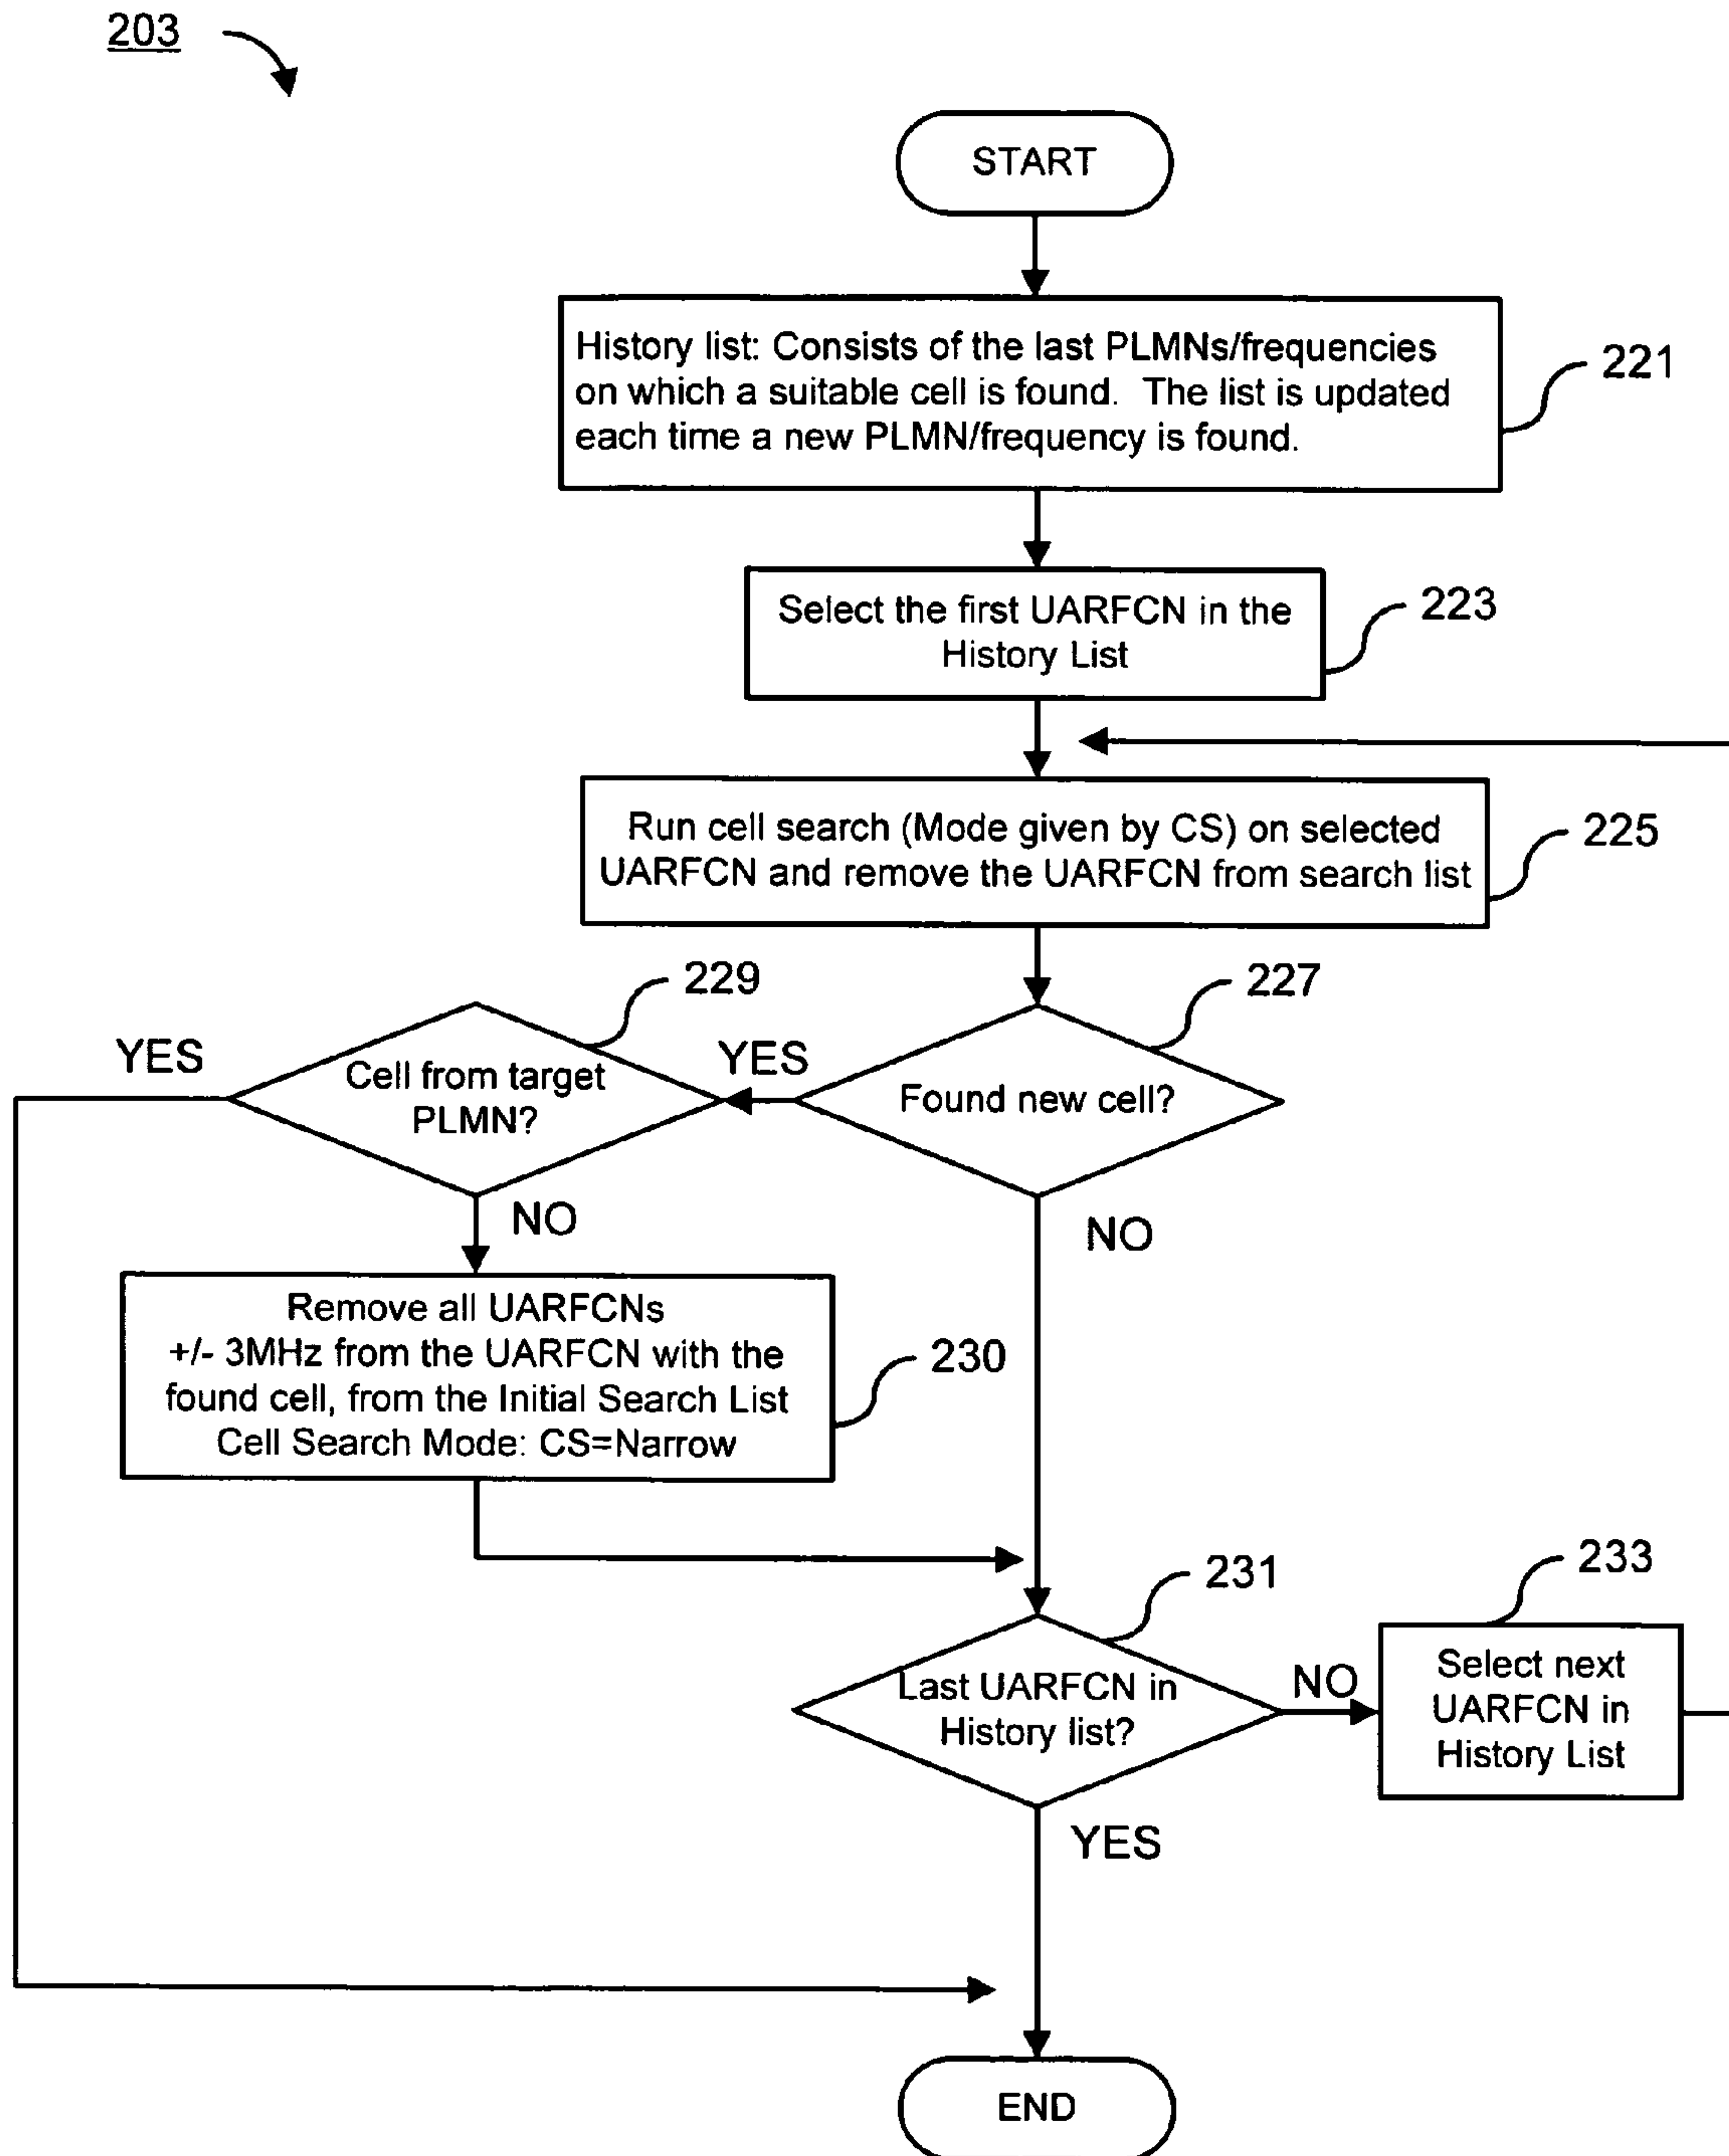 203
START
History list: Consists of the last PLMNs/frequencies
on which a suitable cell is found. The list is updated
each time a new PLMN/frequency is found.
221
Select the first UARFCN in the
History List
223
Run cell search (Mode given by CS) on selected
UARFCN and remove the UARFCN from search list
225
229
227
YES
Cell from target
PLMN?
YES
Found new cell?
NO
NO
Remove all UARFCNs
+/- 3MHz from the UARFCN with the
found cell, from the Initial Search List
Cell Search Mode: CS=Narrow
230
231
233
Last UARFCN in
History list?
NO
Select next
UARFCN in
History List
YES
END